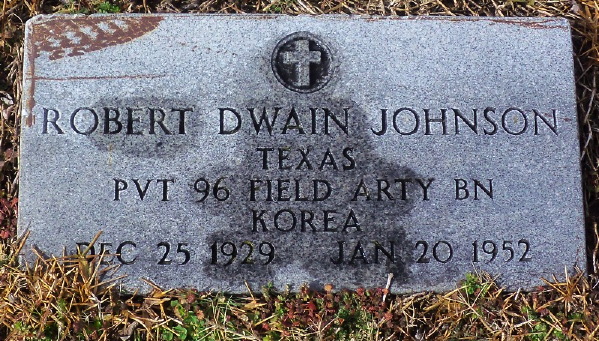 ROBERT DWAIN JOHNSON
TEXAS
PVT 96 FIELD ARTY BN
KOREA
DEC 25 1929 JAN 20 1952